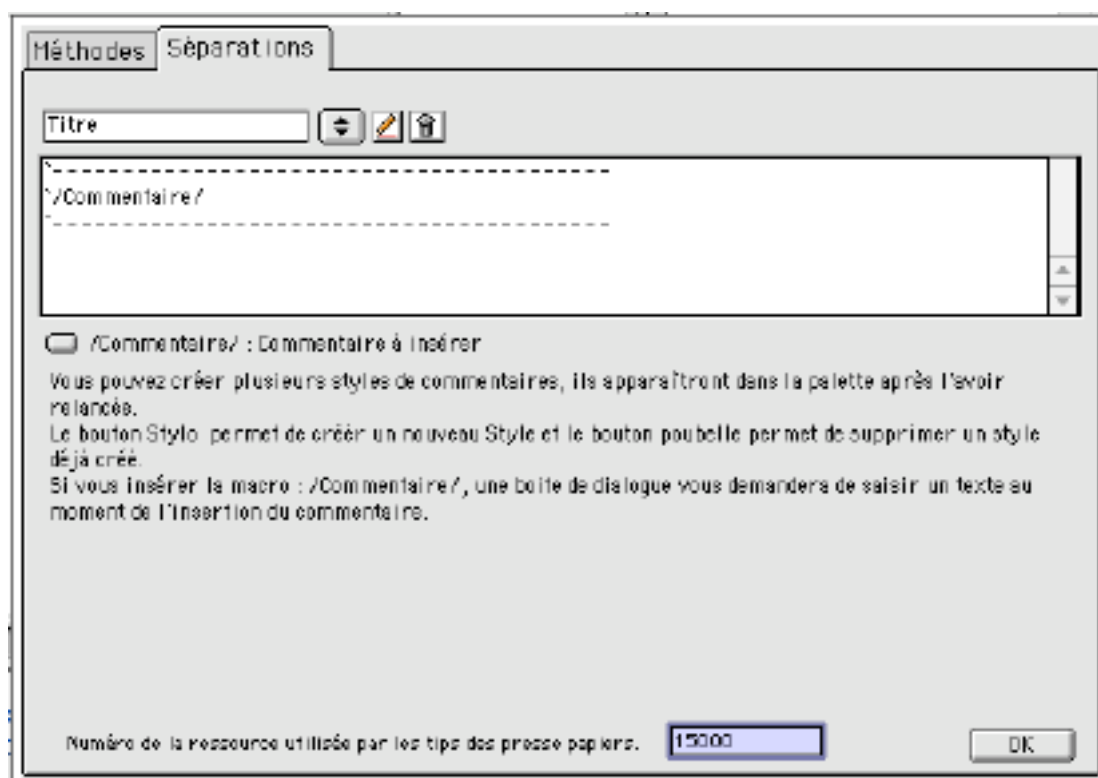 Méthodes Séparations
Titre
`--------------------------------------------
`/Commentaire/
`--------------------------------------------
/Commentaire/ : Commentaire à insérer
Vous pouvez créer plusieurs styles de commentaires, ils apparaîtront dans la palette après l'avoir
relancée.
Le bouton Stylo permet de créér un nouveau Style et le bouton poubelle permet de supprimer un style
déjà créé.
Si vous insérer la macro : /Commentaire/, une boite de dialogue vous demandera de saisir un texte au
moment de l'insertion du commentaire.
Numéro de la ressource utilisée par les tips des presse papiers. 15000
OK